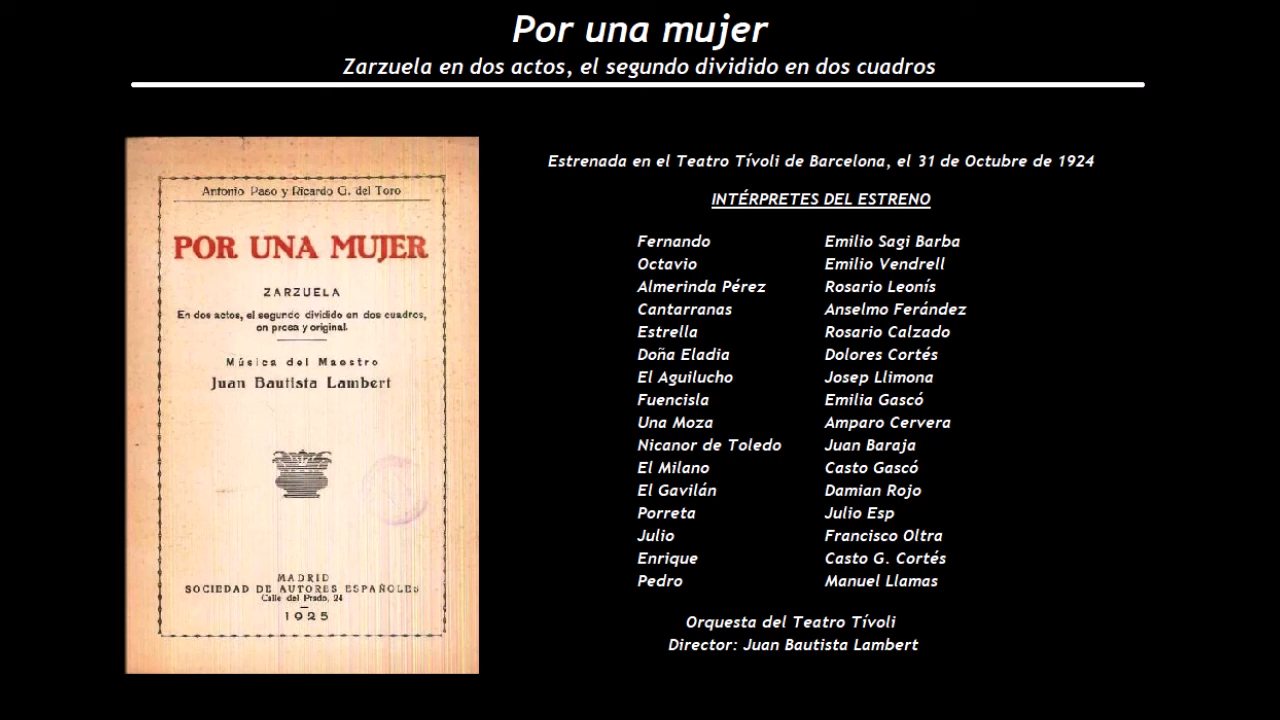 Por una mujer
Zarzuela en dos actos, el segundo dividido en dos cuadros
Antonio Paso y Ricardo G. del Toro
POR UNA MUJER
ZARZUELA
En dos actos, el segundo dividido en dos cuadros,
en prosa y original.
Música del Maestro
Juan Bautista Lambert
MADRID
SOCIEDAD DE AUTORES ESPAÑOLES
Calle del Prado, 24
1925
Estrenada en el Teatro Tívoli de Barcelona, el 31 de Octubre de 1924
INTÉRPRETES DEL ESTRENO
Fernando Emilio Sagi Barba
Octavio Emilio Vendrell
Almerinda Pérez Rosario Leonís
Cantarranas Anselmo Ferández
Estrella Rosario Calzado
Doña Eladia Dolores Cortés
El Aguilucho Josep Llimona
Fuencisla Emilia Gascó
Una Moza Amparo Cervera
Nicanor de Toledo Juan Baraja
El Milano Casto Gascó
El Gavilán Damian Rojo
Porreta Julio Esp
Julio Francisco Oltra
Enrique Casto G. Cortés
Pedro Manuel Llamas
Orquesta del Teatro Tívoli
Director: Juan Bautista Lambert